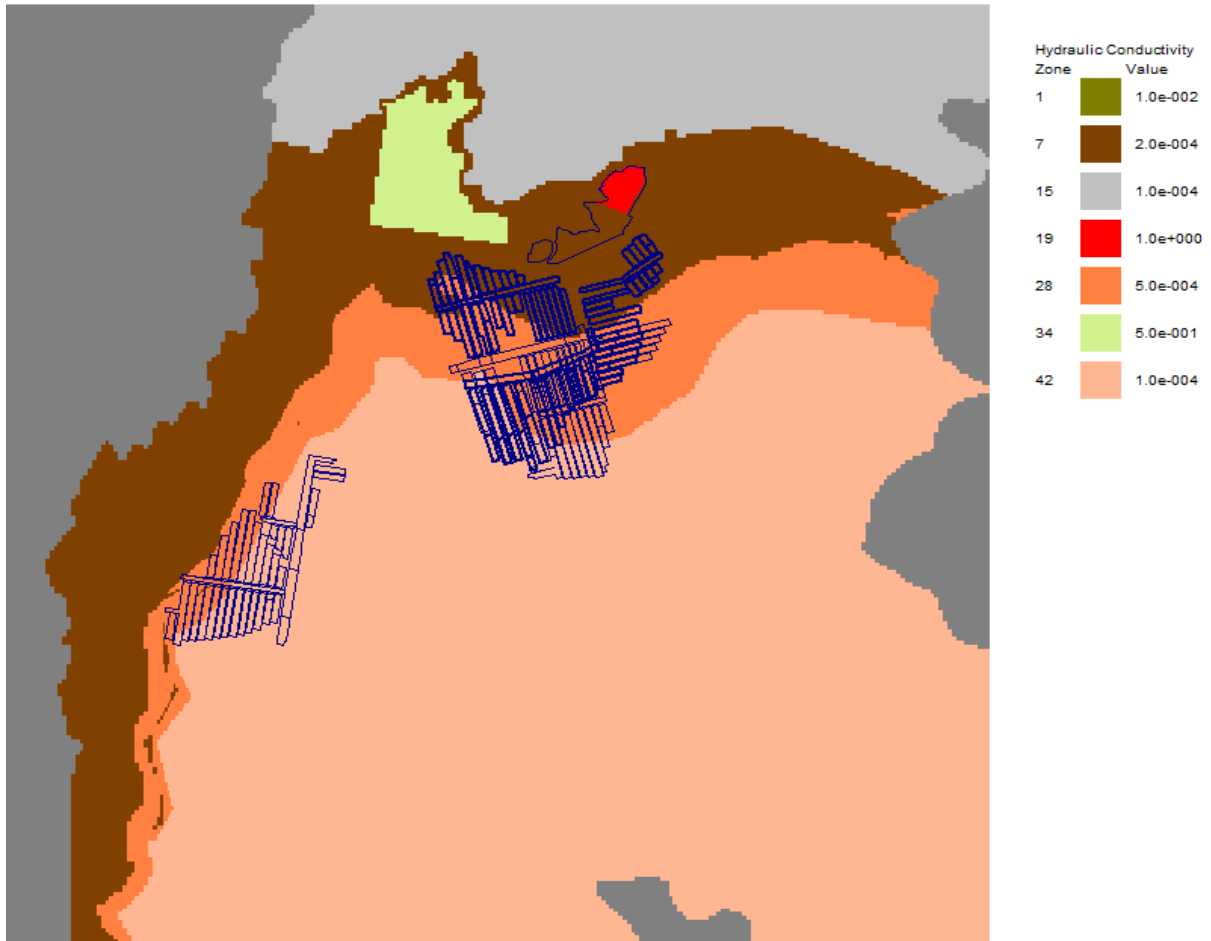 Hydraulic Conductivity
Zone Value
1 1.0e-002
7 2.0e-004
15 1.0e-004
19 1.0e+000
28 5.0e-004
34 5.0e-001
42 1.0e-004